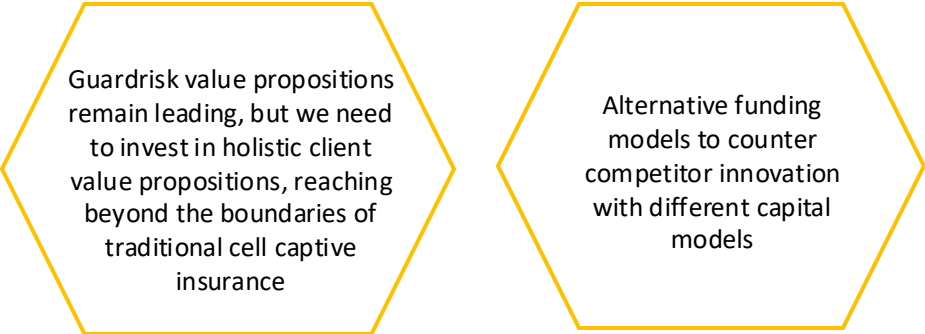 Guardrisk value propositions
remain leading, but we need
to invest in holistic client
value propositions, reaching
beyond the boundaries of
traditional cell captive
insurance
Alternative funding
models to counter
competitor innovation
with different capital
models